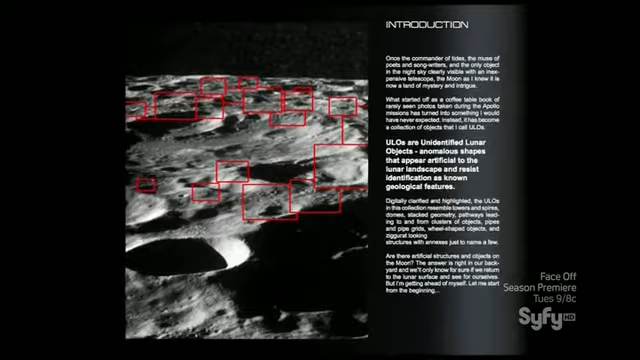 INTRODUCTION
Once the commander of tides, the muse of
poets and song-writers, and the only object
in the night sky clearly visible with an inex-
pensive telescope, the Moon as I knew it is
now a land of mystery and intrigue.
What started off as a coffee table book of
rarely seen photos taken during the Apollo
missions has turned into something I would
have never expected. Instead, it has become
a collection of objects that I call ULOs.
ULOs are Unidentified Lunar
Objects - anomalous shapes
that appear artificial to the
lunar landscape and resist
identification as known
geological features.
Digitally clarified and highlighted, the ULOs
in this collection resemble towers and spires,
domes, stacked geometry, pathways lead-
ing to and from clusters of objects, pipes
and pipe grids, wheel-shaped objects, and
ziggurat looking
structures with annexes just to name a few.
Are there artificial structures and objects on
the Moon? The answer is right in our back-
yard and we'll only know for sure if we return
to the lunar surface and see for ourselves.
But I'm getting ahead of myself. Let me start
from the beginning...
Face Off
Season Premiere
Tues 9/8c
Syfy HD